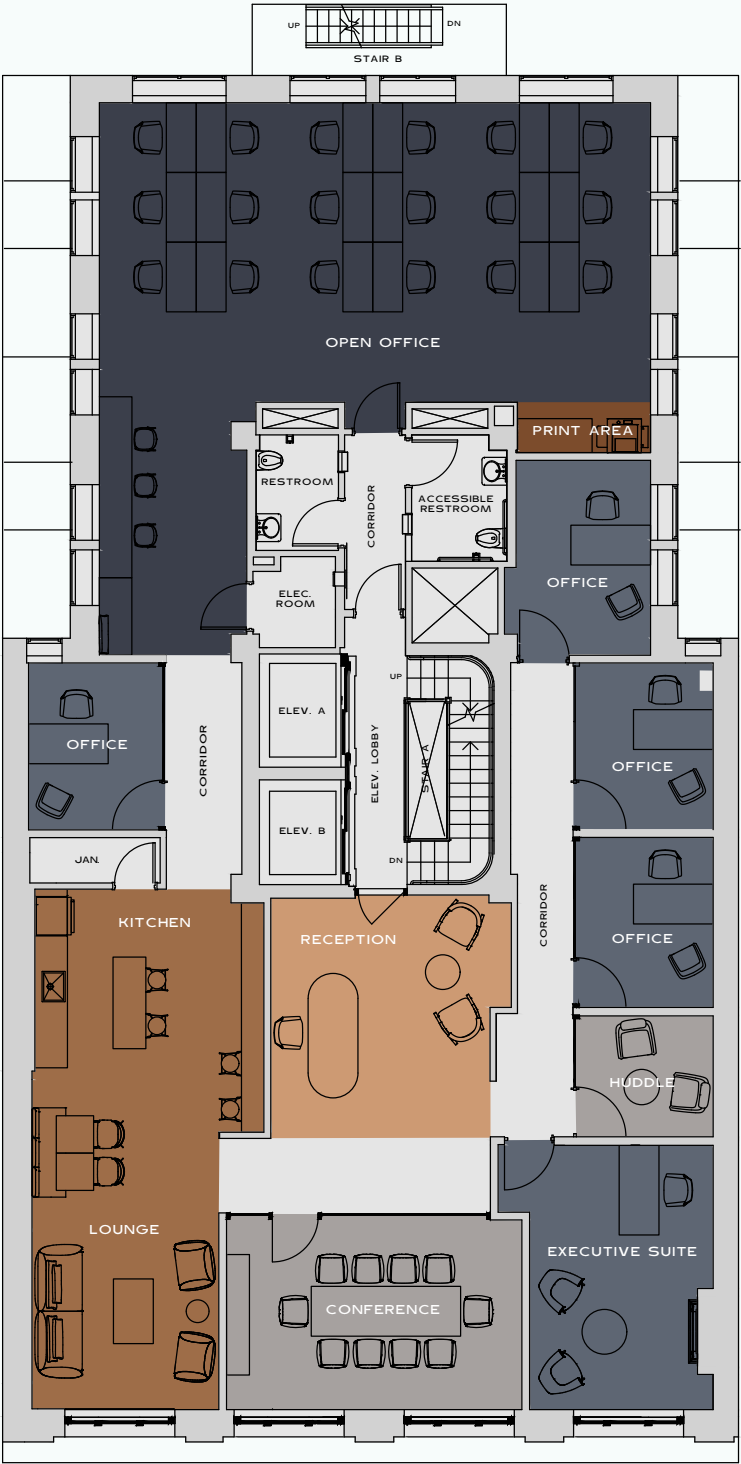 UP
DN
STAIR B
OPEN OFFICE
PRINT AREA
RESTROOM
CORRIDOR
ACCESSIBLE
RESTROOM
ELEC.
ROOM
OFFICE
UP
ELEV. A
OFFICE
CORRIDOR
ELEV. LOBBY
STAIR A
OFFICE
ELEV. B
JAN.
DN
KITCHEN
RECEPTION
CORRIDOR
OFFICE
HUDDLE
LOUNGE
EXECUTIVE SUITE
CONFERENCE